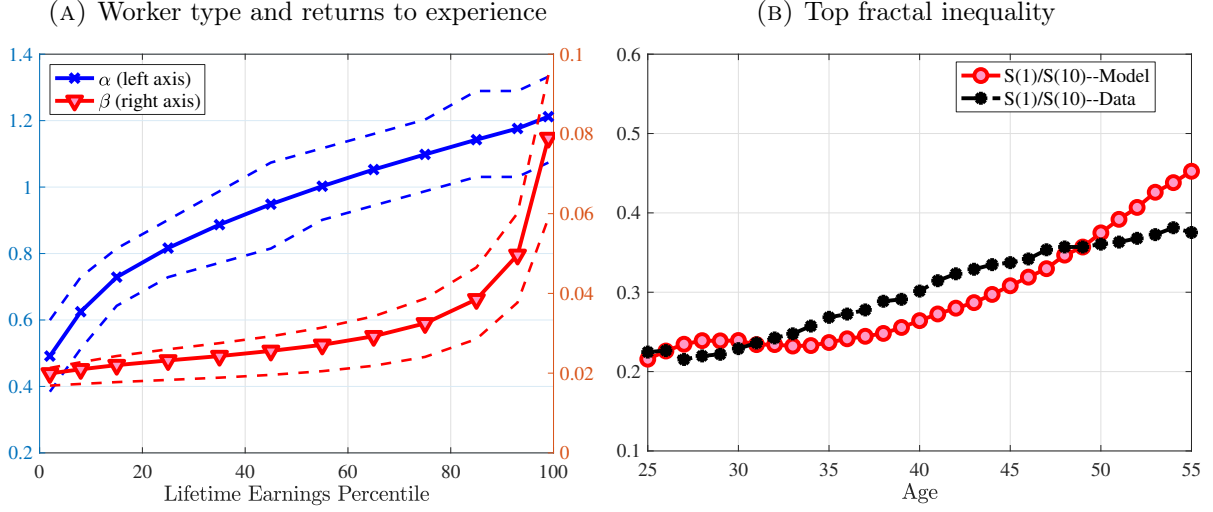 (A) Worker type and returns to experience
1.4
1.2
1
0.8
0.6
0.4
0.2
0.1
0.08
0.06
0.04
0.02
0
α (left axis)
β (right axis)
0 20 40 60 80 100
Lifetime Earnings Percentile
(B) Top fractal inequality
0.6
0.5
0.4
0.3
0.2
0.1
S(1)/S(10)--Model
S(1)/S(10)--Data
25 30 35 40 45 50 55
Age